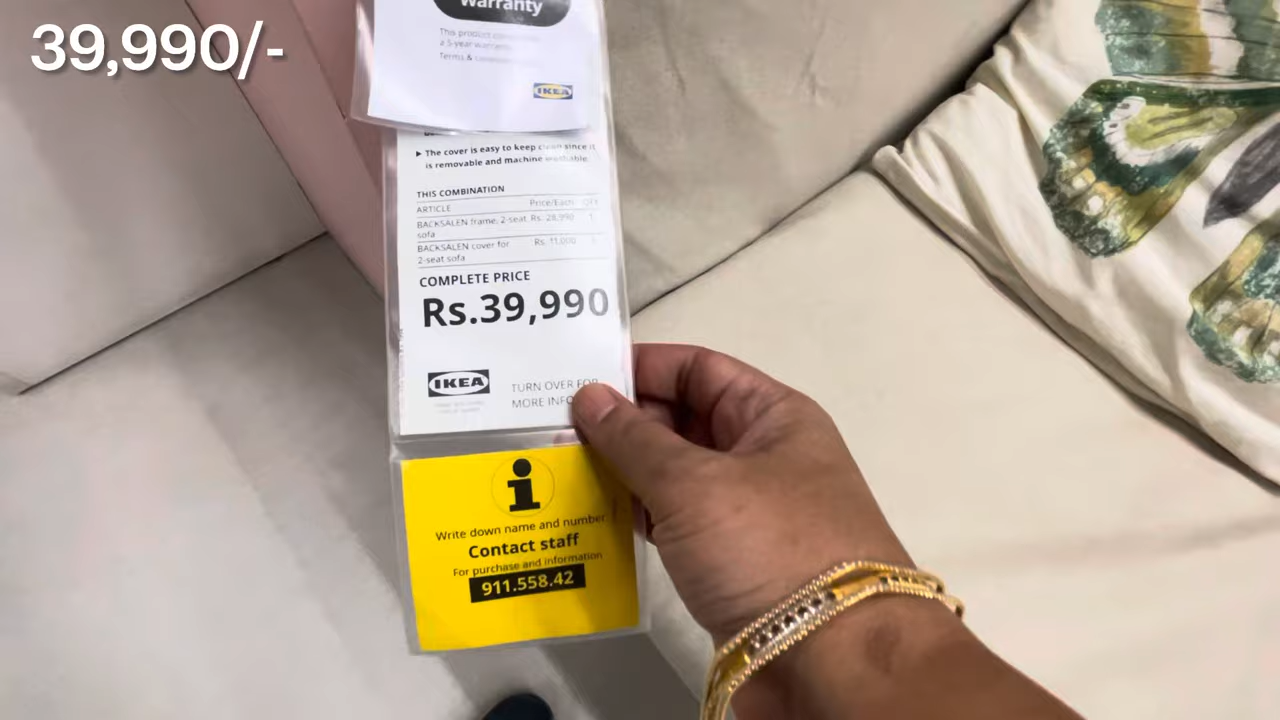 39,990/-
Warranty
This product comes with
a 5-year warranty.
Terms &
IKEA
▸ The cover is easy to keep clean since it
is removable and machine washable.
THIS COMBINATION
ARTICLE Price/Each QTY
BACKSALEN frame, 2-seat Rs. 28,990 1
sofa
BACKSALEN cover for Rs. 11,000 1
2-seat sofa
COMPLETE PRICE
Rs.39,990
IKEA
TURN OVER FOR
MORE INFO
i
Write down name and number.
Contact staff
For purchase and information
911.558.42